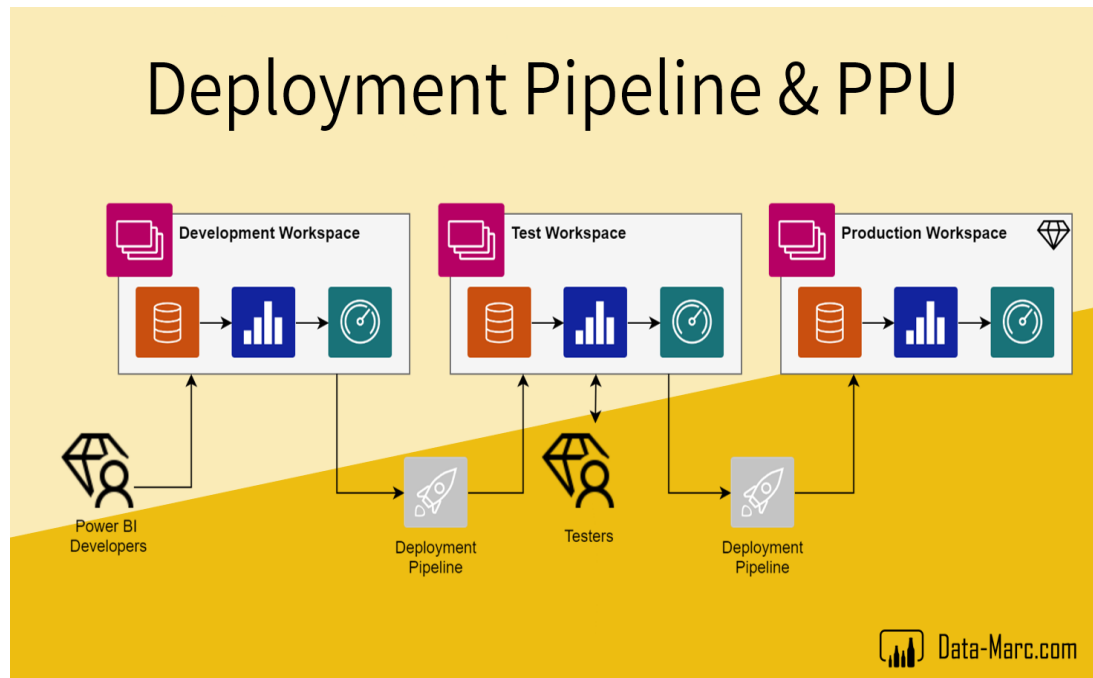 Deployment Pipeline & PPU
Development Workspace
Test Workspace
Production Workspace
Power BI
Developers
Deployment
Pipeline
Testers
Deployment
Pipeline
Data-Marc.com